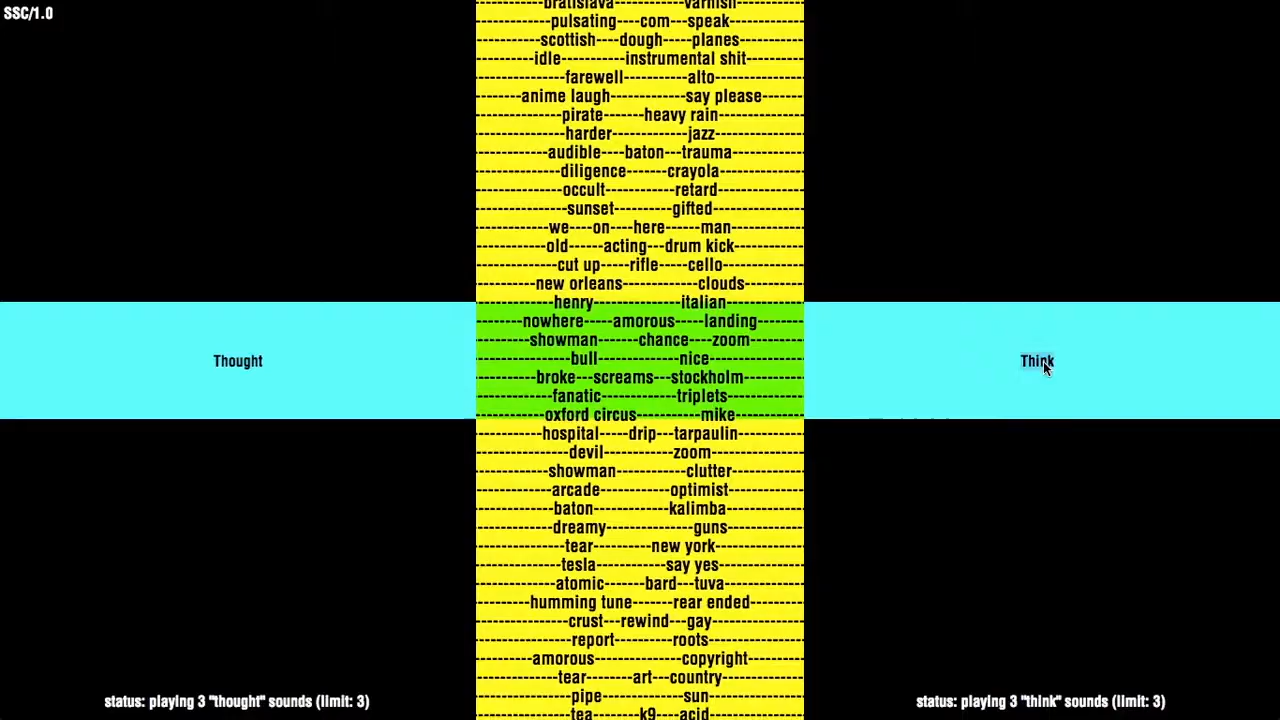 SSC/1.0
bratislava--------------varnish
-----------pulsating----com---speak-------------
-----------scottish----dough----planes-----------
----------idle-----------instrumental shit----------
---------------farewell-----------alto---------------
--------anime laugh-------------say please-------
---------------pirate-------heavy rain--------------
---------------harder-------------jazz---------------
------------audible----baton---trauma------------
--------------diligence-------crayola--------------
---------------occult------------retard---------------
---------------sunset----------gifted---------------
------------we----on----here------man------------
------------old------acting---drum kick------------
-------------cut up-----rifle-----cello-------------
----------new orleans-------------clouds----------
-------------henry---------------italian-------------
--------nowhere-----amorous-----landing--------
---------showman------chance----zoom---------
----------------bull--------------nice----------------
----------broke---screams---stockholm----------
-------------fanatic-------------triplets-------------
------------oxford circus-----------mike------------
-----------hospital-----drip---tarpaulin-----------
----------------devil------------zoom----------------
------------showman------------clutter------------
-------------arcade------------optimist-------------
-------------baton-------------kalimba-------------
-------------dreamy---------------guns-------------
---------------tear----------new york---------------
---------------tesla------------say yes---------------
-------------atomic-------bard---tuva-------------
---------humming tune-------rear ended---------
----------------crust---rewind---gay----------------
----------------report----------roots----------------
----------amorous---------------copyright----------
--------------tear--------art---country--------------
----------------pipe--------------sun----------------
----------------tea--------k9----acid----------------
Thought
Think
status: playing 3 "thought" sounds (limit: 3)
status: playing 3 "think" sounds (limit: 3)